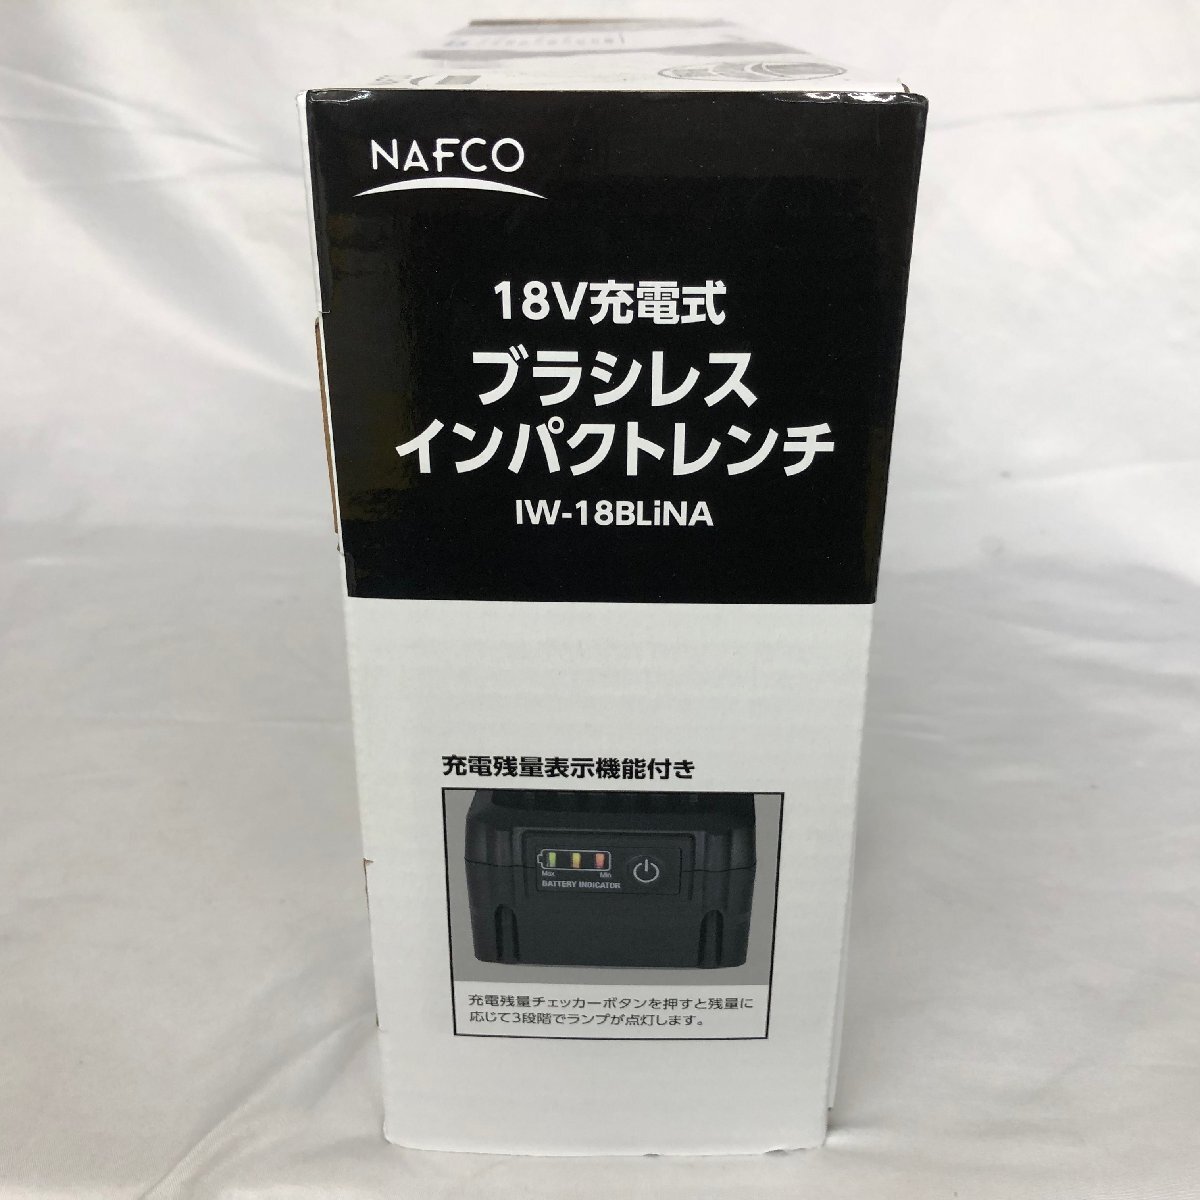 NAFCO
18V充電式
ブラシレス
インパクトレンチ
IW-18BLiNA
充電残量表示機能付き
Max Min
BATTERY INDICATOR
充電残量チェッカーボタンを押すと残量に
応じて3段階でランプが点灯します。